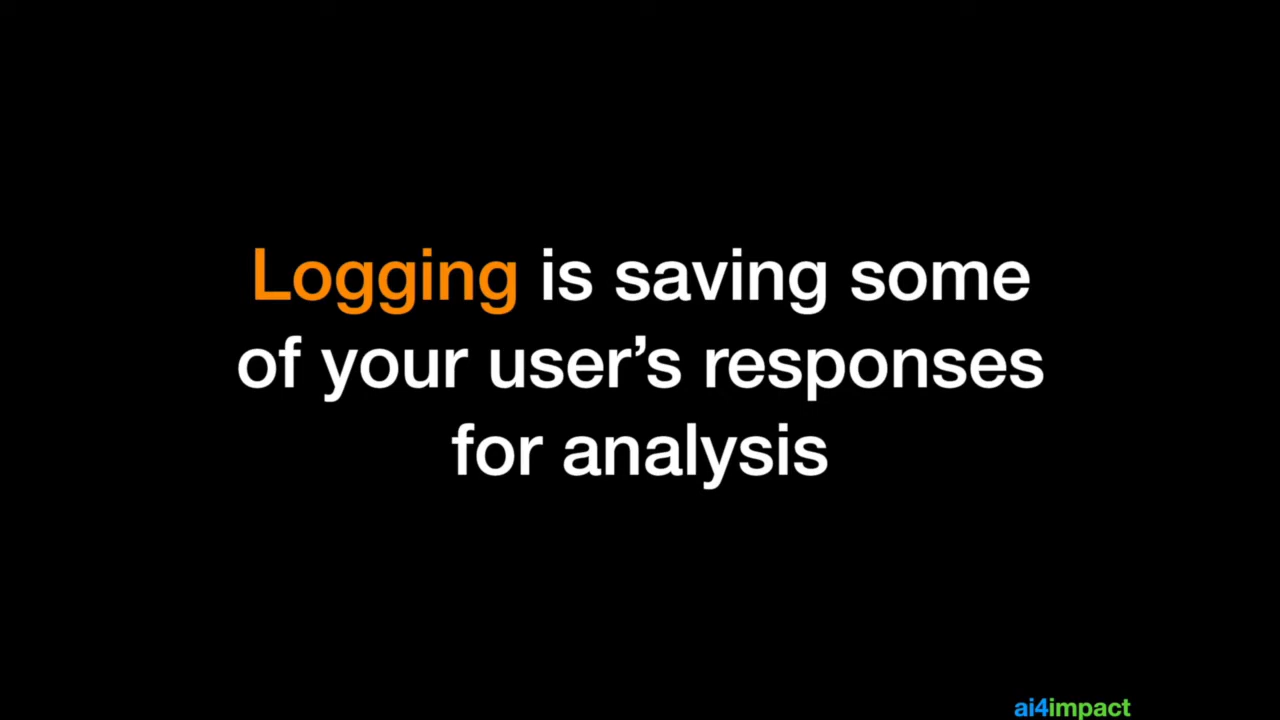 Logging is saving some
of your user’s responses
for analysis
ai4impact